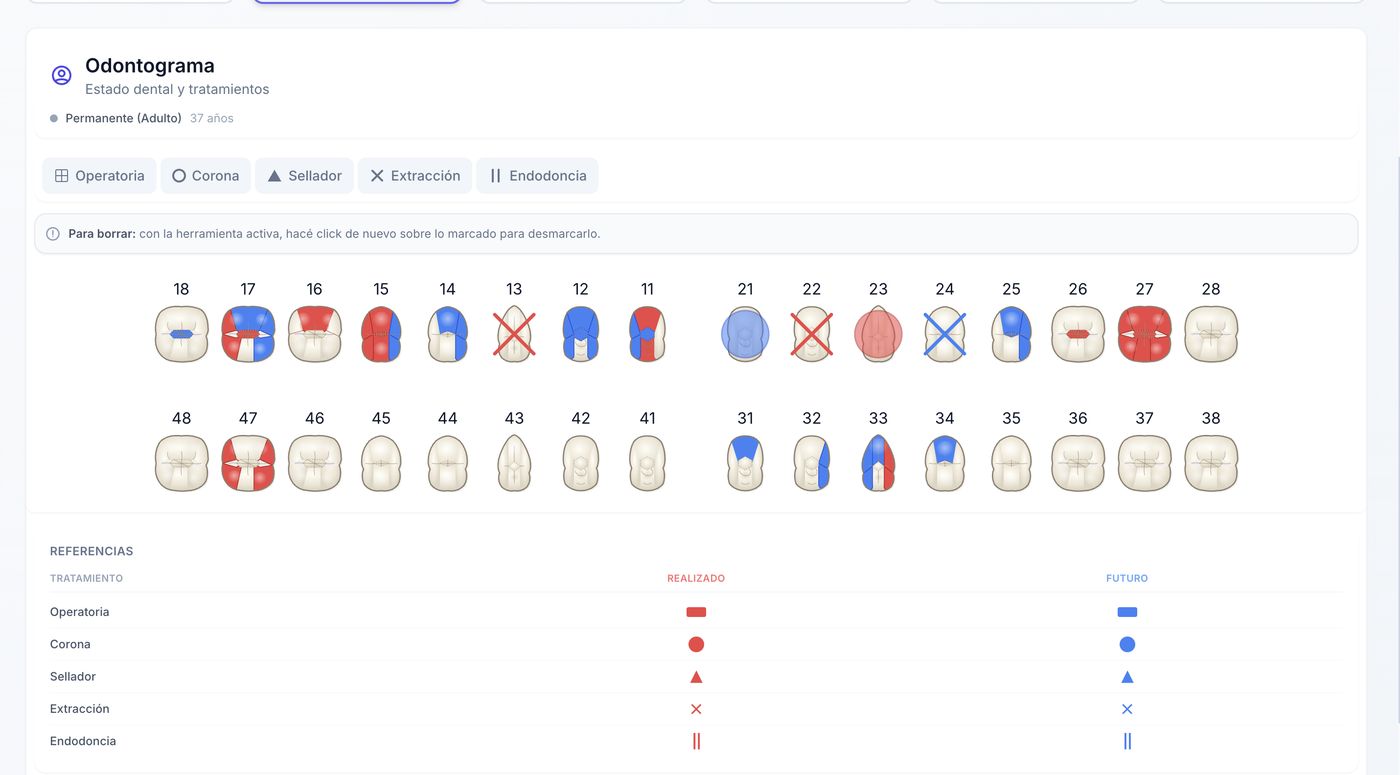 Odontograma
Estado dental y tratamientos
Permanente (Adulto) 37 años
Operatoria Corona Sellador Extracción Endodoncia
Para borrar: con la herramienta activa, hacé click de nuevo sobre lo marcado para desmarcarlo.
18 17 16 15 14 13 12 11 21 22 23 24 25 26 27 28
48 47 46 45 44 43 42 41 31 32 33 34 35 36 37 38
REFERENCIAS
TRATAMIENTO REALIZADO FUTURO
Operatoria
Corona
Sellador
Extracción
Endodoncia